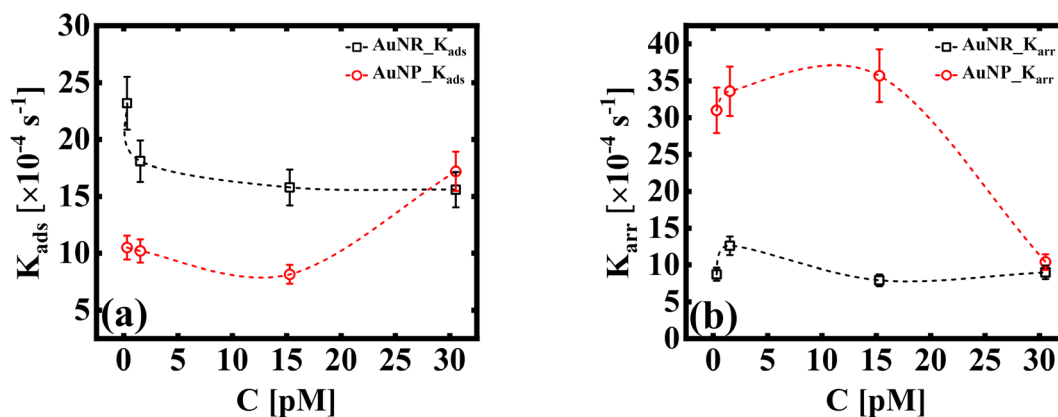 30
25
20
15
10
5
K_ads [×10⁻⁴ s⁻¹]
AuNR_K_ads
AuNP_K_ads
(a)
0 5 10 15 20 25 30
C [pM]
40
35
30
25
20
15
10
5
0
K_arr [×10⁻⁴ s⁻¹]
AuNR_K_arr
AuNP_K_arr
(b)
0 5 10 15 20 25 30
C [pM]